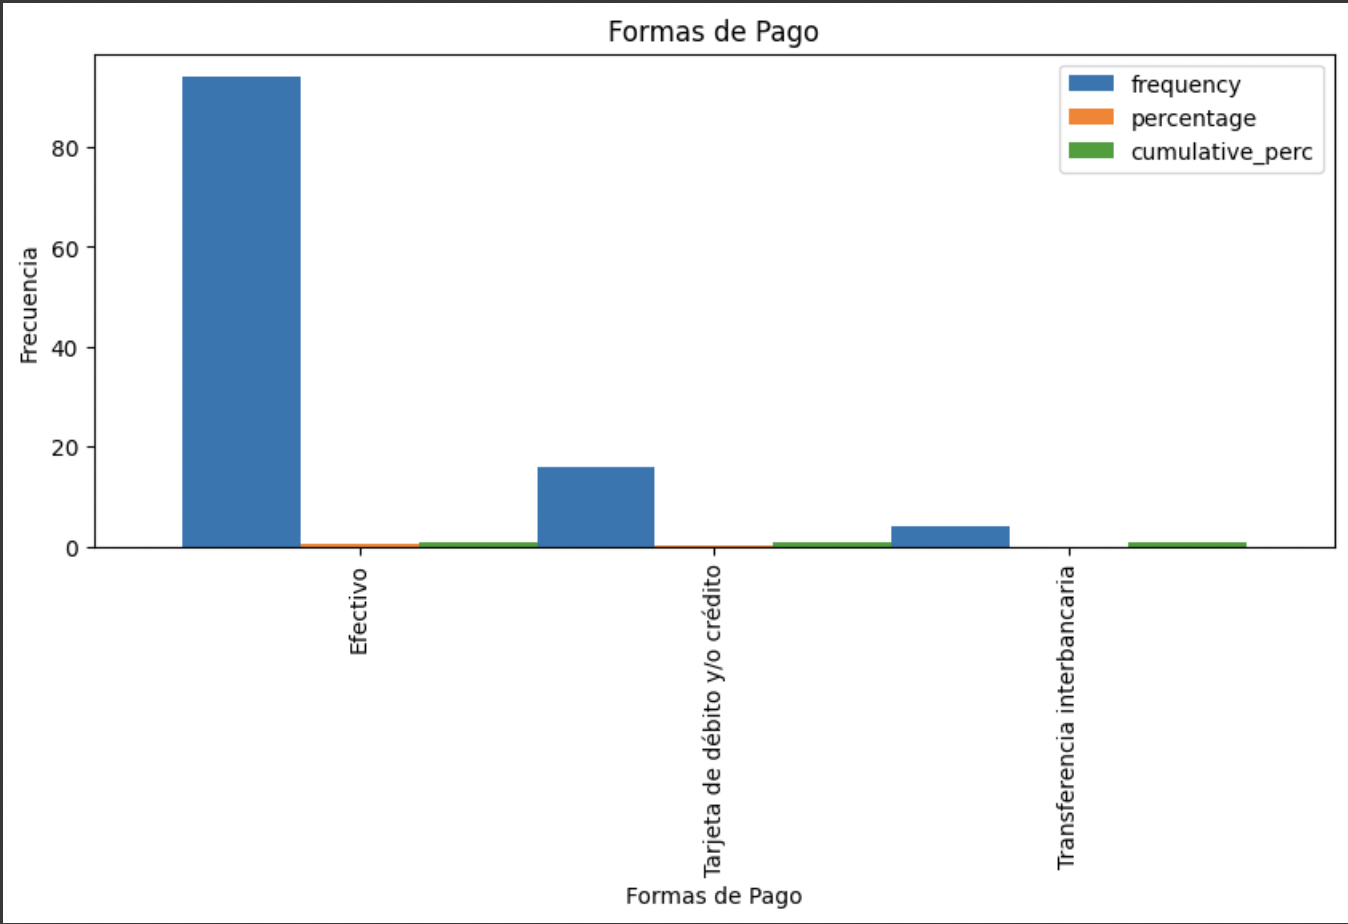 Formas de Pago
frequency
percentage
cumulative_perc
80
60
40
20
0
Frecuencia
Efectivo
Tarjeta de débito y/o crédito
Transferencia interbancaria
Formas de Pago